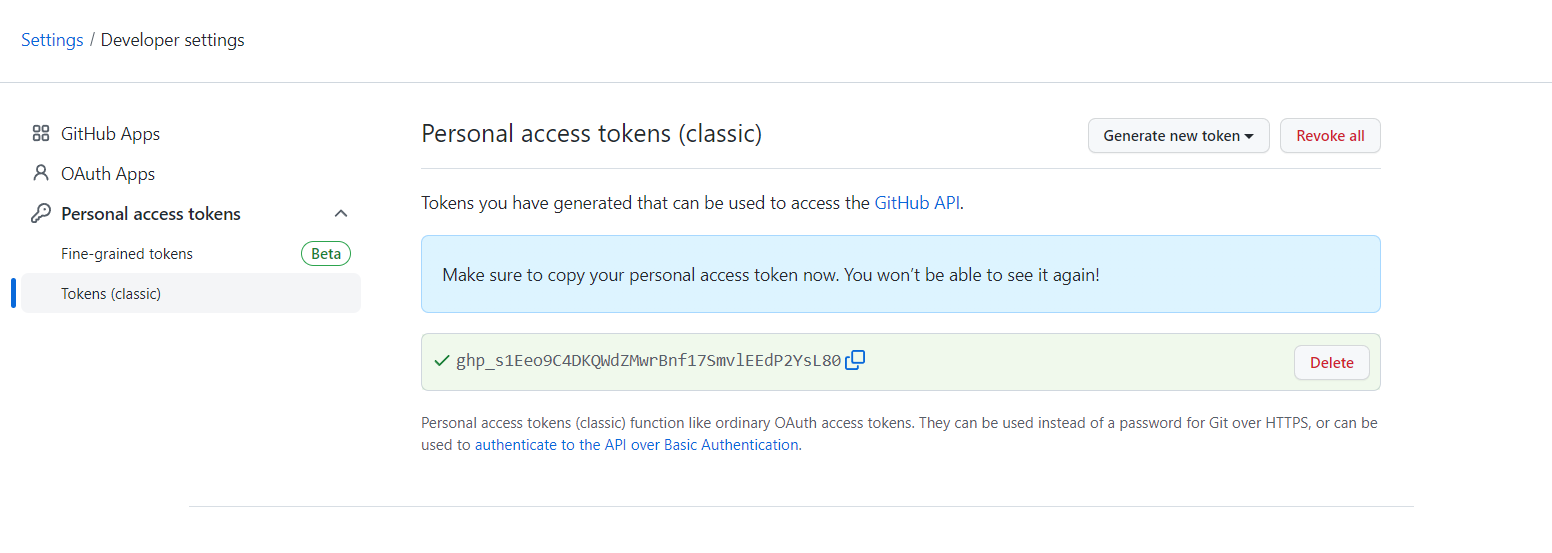 Settings / Developer settings
GitHub Apps
OAuth Apps
Personal access tokens
Fine-grained tokens Beta
Tokens (classic)
Personal access tokens (classic) Generate new token Revoke all
Tokens you have generated that can be used to access the GitHub API.
Make sure to copy your personal access token now. You won’t be able to see it again!
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 Delete
Personal access tokens (classic) function like ordinary OAuth access tokens. They can be used instead of a password for Git over HTTPS, or can be
used to authenticate to the API over Basic Authentication.